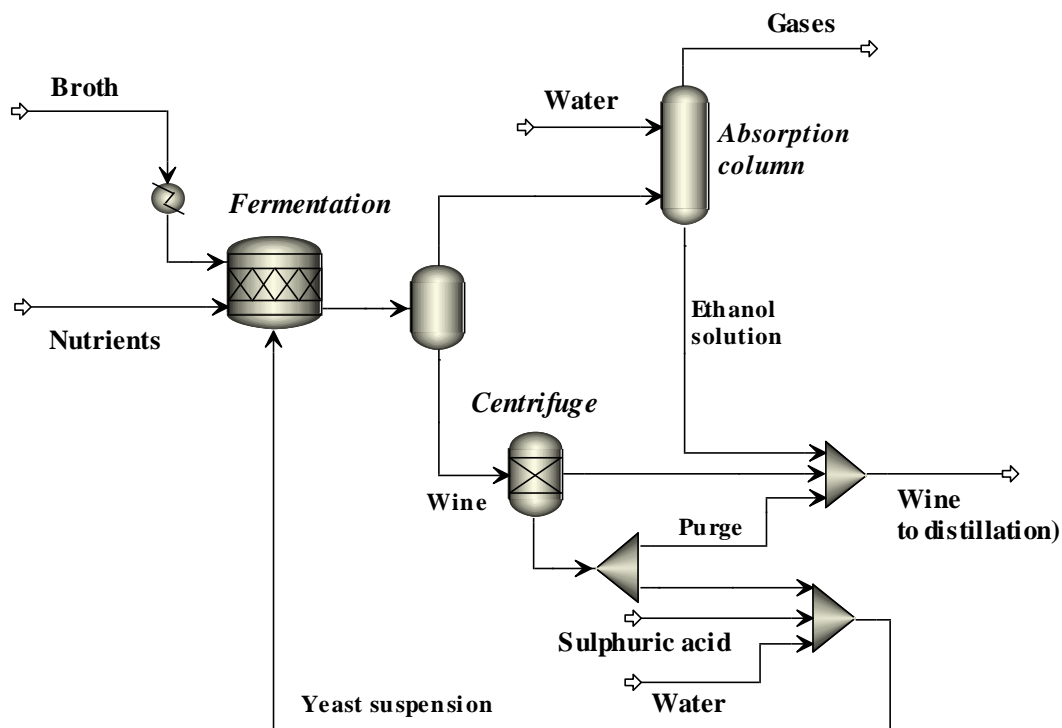 Gases
Broth
Water
Absorption
column
Fermentation
Ethanol
solution
Nutrients
Centrifuge
Wine
Purge
Wine
to distillation)
Sulphuric acid
Water
Yeast suspension